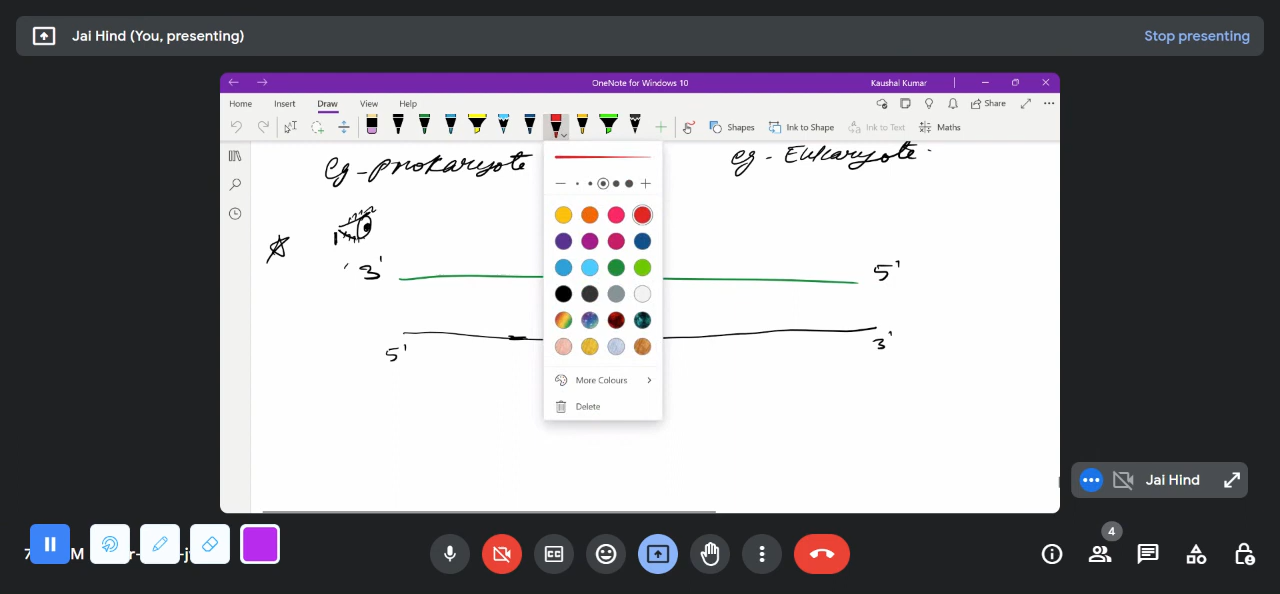 Jai Hind (You, presenting)
Stop presenting
OneNote for Windows 10
Kaushal Kumar
Home Insert Draw View Help
Share
Shapes Ink to Shape Ink to Text Maths
Eg - prokaryote
eg - Eukaryote
3'
5'
5'
3'
More Colours
Delete
Jai Hind
4